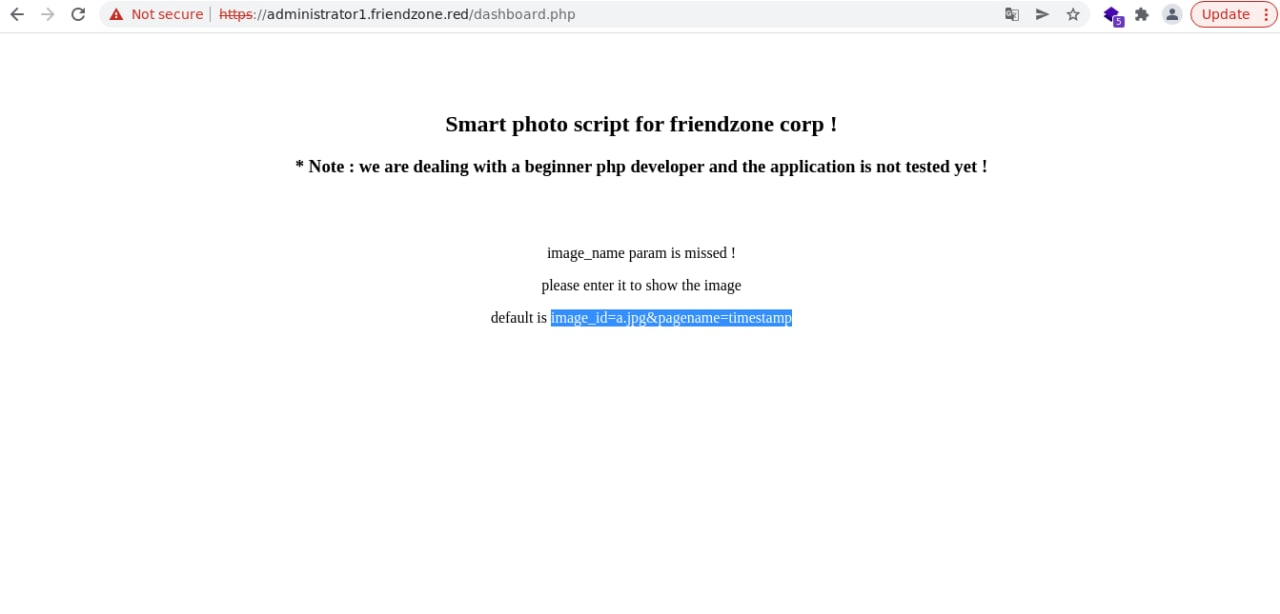 Not secure | https://administrator1.friendzone.red/dashboard.php
5
Update
Smart photo script for friendzone corp !
* Note : we are dealing with a beginner php developer and the application is not tested yet !
image_name param is missed !
please enter it to show the image
default is image_id=a.jpg&pagename=timestamp